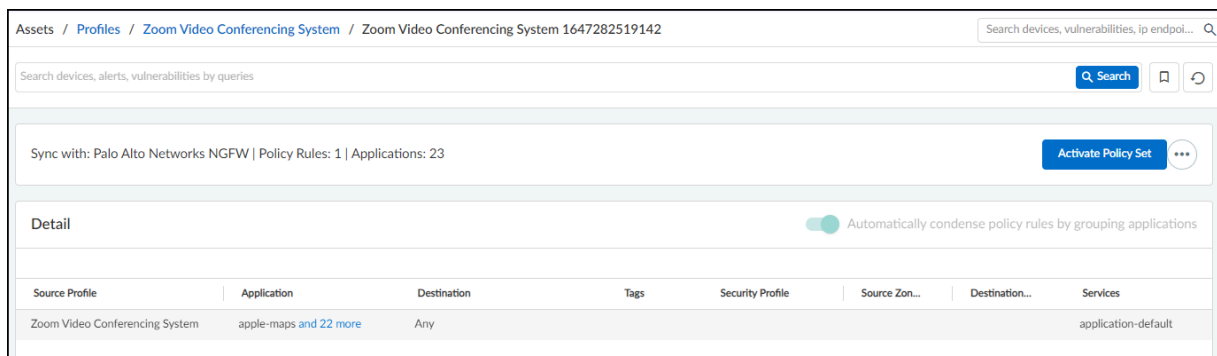 Assets / Profiles / Zoom Video Conferencing System / Zoom Video Conferencing System 1647282519142
Search devices, vulnerabilities, ip endpoi...
Search devices, alerts, vulnerabilities by queries
Search
Sync with: Palo Alto Networks NGFW | Policy Rules: 1 | Applications: 23
Activate Policy Set
Detail
Automatically condense policy rules by grouping applications
Source Profile Application Destination Tags Security Profile Source Zon... Destination... Services
Zoom Video Conferencing System apple-maps and 22 more Any application-default